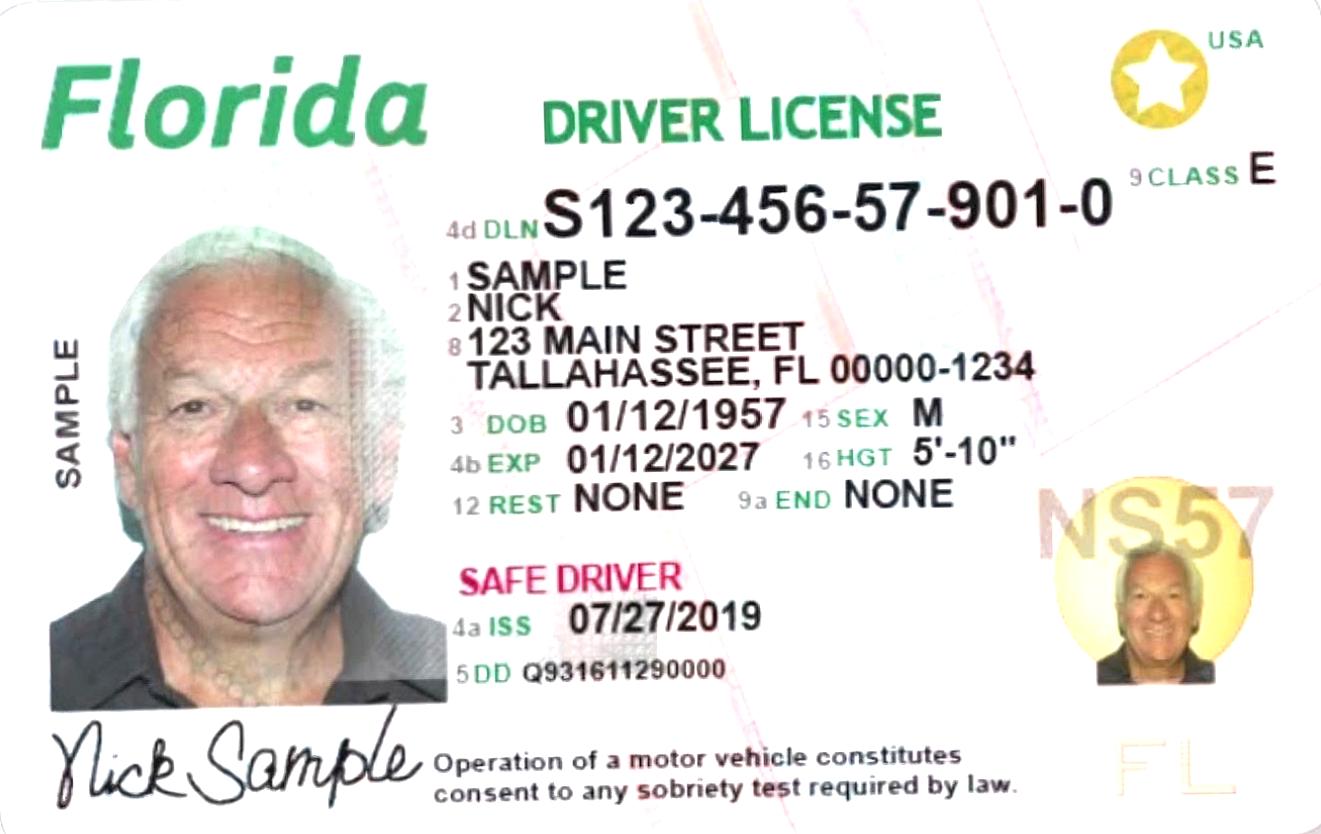 Florida
DRIVER LICENSE
USA
9 CLASS E
4d DLN S123-456-57-901-0
1 SAMPLE
2 NICK
8 123 MAIN STREET
TALLAHASSEE, FL 00000-1234
3 DOB 01/12/1957 15 SEX M
4b EXP 01/12/2027 16 HGT 5'-10"
12 REST NONE 9a END NONE
SAMPLE
NS57
SAFE DRIVER
4a ISS 07/27/2019
5 DD Q931611290000
Nick Sample
Operation of a motor vehicle constitutes
consent to any sobriety test required by law.
FL